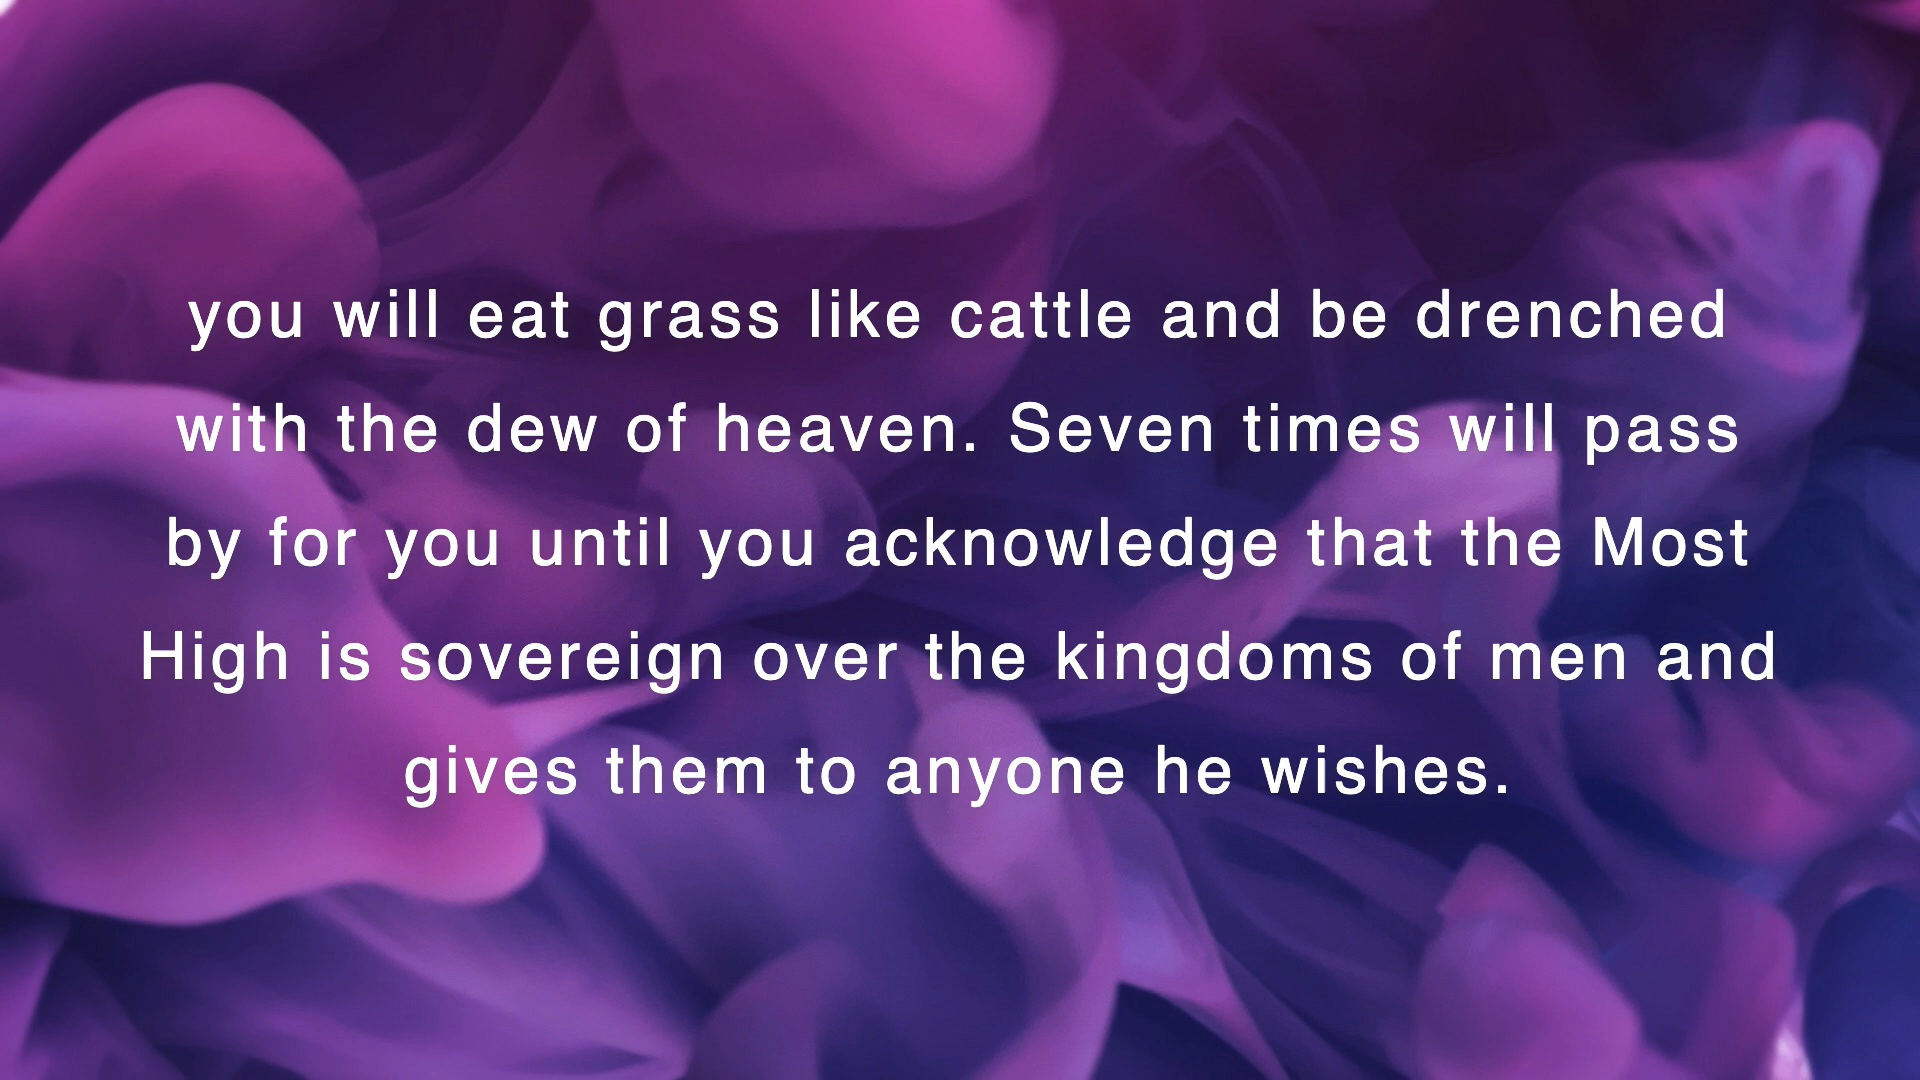 you will eat grass like cattle and be drenched
with the dew of heaven. Seven times will pass
by for you until you acknowledge that the Most
High is sovereign over the kingdoms of men and
gives them to anyone he wishes.